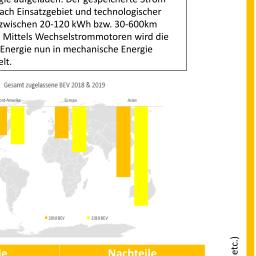 gie aufgeladen. Der gespeicherte Strom
ach Einsatzgebiet und technologischer
zwischen 20-120 kWh bzw. 30-600km
Mittels Wechselstrommotoren wird die
Energie nun in mechanische Energie
elt.
Gesamt zugelassene BEV 2018 & 2019
ord-Amerika Europa Asien
2018 BEV 2019 BEV
le Nachteile
etc.)